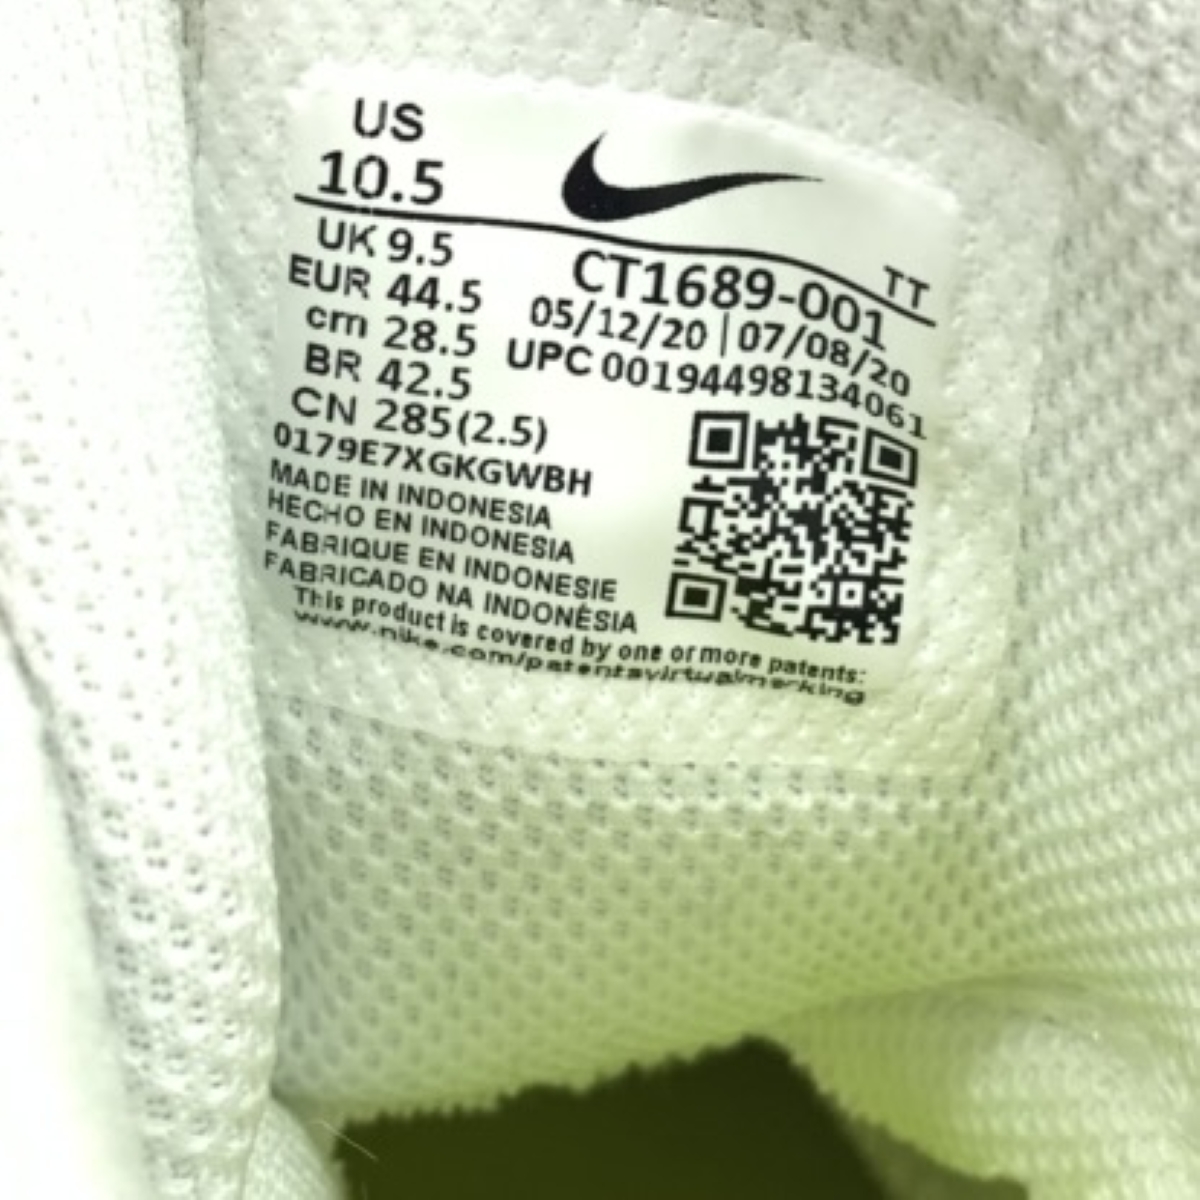 US
10.5
UK 9.5
EUR 44.5
cm 28.5
BR 42.5
CN 285(2.5)
TT
CT1689-001
05/12/20 | 07/08/20
UPC 00194498134061
0179E7XGKGWBH
MADE IN INDONESIA
HECHO EN INDONESIA
FABRIQUE EN INDONESIE
FABRICADO NA INDONÉSIA
This product is covered by one or more patents:
www.nike.com/patentsvirtualmarking